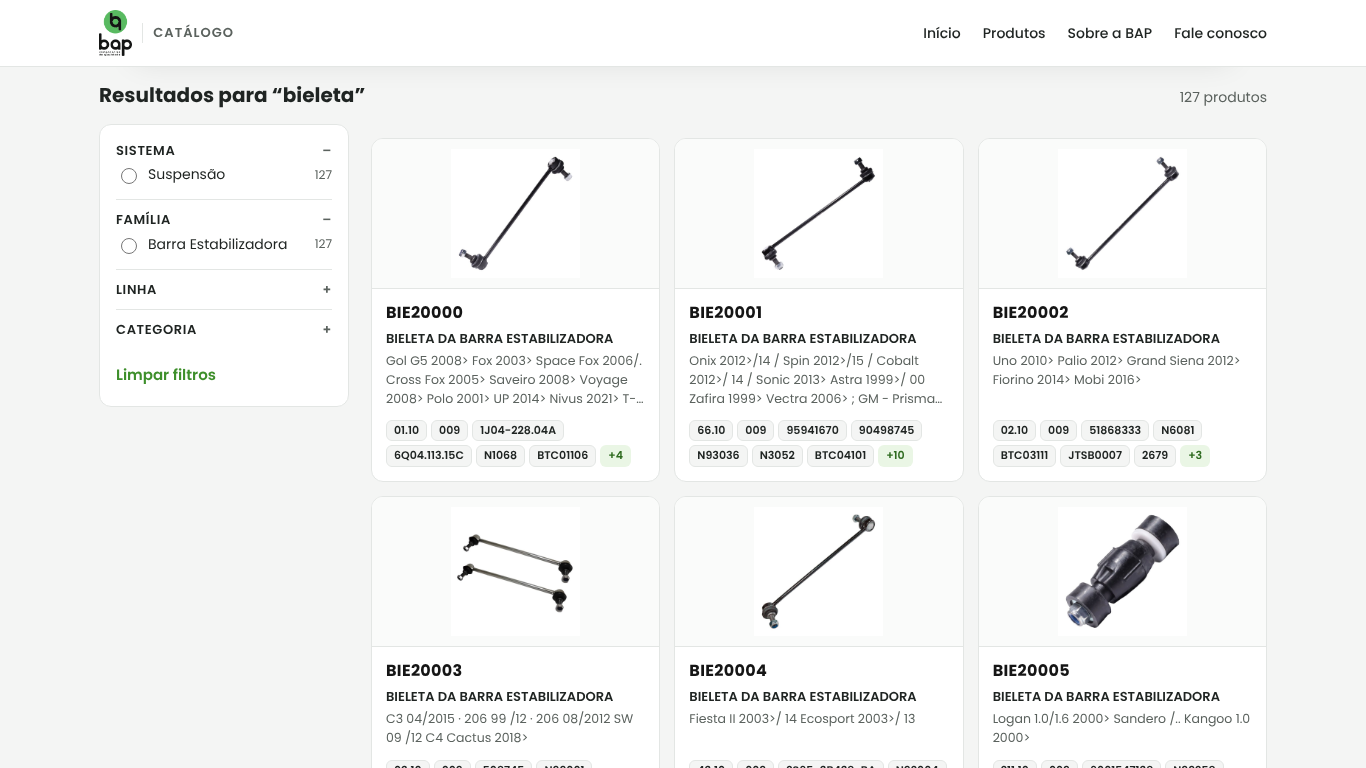 bap
CATÁLOGO
Início
Produtos
Sobre a BAP
Fale conosco
Resultados para “bieleta”
127 produtos
SISTEMA
−
Suspensão
127
FAMÍLIA
−
Barra Estabilizadora
127
LINHA
+
CATEGORIA
+
Limpar filtros
BIE20000
BIELETA DA BARRA ESTABILIZADORA
Gol G5 2008> Fox 2003> Space Fox 2006/.
Cross Fox 2005> Saveiro 2008> Voyage
2008> Polo 2001> UP 2014> Nivus 2021> T-…
01.10 009 1J04-228.04A
6Q04.113.15C N1068 BTC01106 +4
BIE20001
BIELETA DA BARRA ESTABILIZADORA
Onix 2012>/14 / Spin 2012>/15 / Cobalt
2012>/ 14 / Sonic 2013> Astra 1999>/ 00
Zafira 1999> Vectra 2006> ; GM - Prisma…
66.10 009 95941670 90498745
N93036 N3052 BTC04101 +10
BIE20002
BIELETA DA BARRA ESTABILIZADORA
Uno 2010> Palio 2012> Grand Siena 2012>
Fiorino 2014> Mobi 2016>
02.10 009 51868333 N6081
BTC03111 JTSB0007 2679 +3
BIE20003
BIELETA DA BARRA ESTABILIZADORA
C3 04/2015 · 206 99 /12 · 206 08/2012 SW
09 /12 C4 Cactus 2018>
BIE20004
BIELETA DA BARRA ESTABILIZADORA
Fiesta II 2003>/ 14 Ecosport 2003>/ 13
BIE20005
BIELETA DA BARRA ESTABILIZADORA
Logan 1.0/1.6 2000> Sandero /.. Kangoo 1.0
2000>